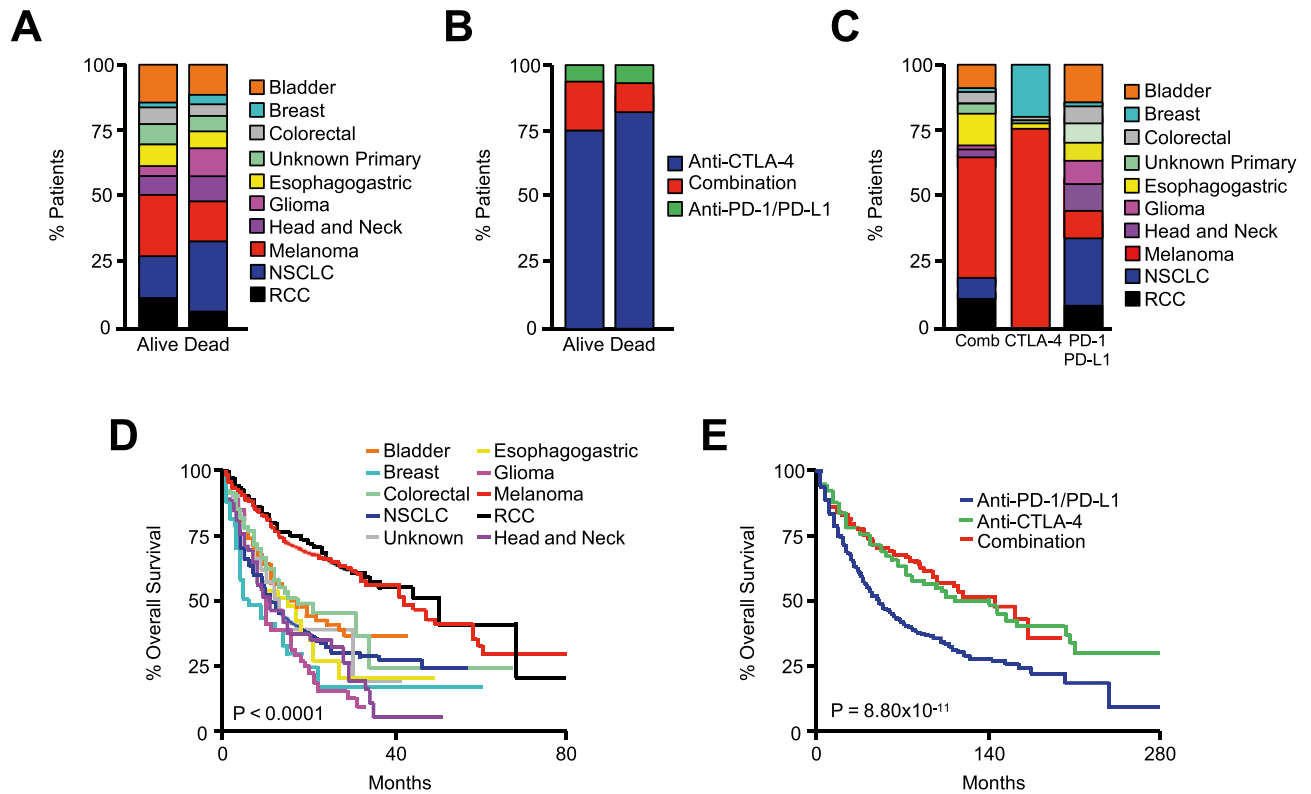 A
% Patients
100
75
50
25
0
Alive Dead
Bladder
Breast
Colorectal
Unknown Primary
Esophagogastric
Glioma
Head and Neck
Melanoma
NSCLC
RCC
B
% Patients
100
75
50
25
0
Alive Dead
Anti-CTLA-4
Combination
Anti-PD-1/PD-L1
C
% Patients
100
75
50
25
0
Comb CTLA-4 PD-1
PD-L1
Bladder
Breast
Colorectal
Unknown Primary
Esophagogastric
Glioma
Head and Neck
Melanoma
NSCLC
RCC
D
% Overall Survival
100
75
50
25
0
Bladder
Breast
Colorectal
NSCLC
Unknown
Esophagogastric
Glioma
Melanoma
RCC
Head and Neck
P < 0.0001
0 40 80
Months
E
% Overall Survival
100
75
50
25
0
Anti-PD-1/PD-L1
Anti-CTLA-4
Combination
P = 8.80x10⁻¹¹
0 140 280
Months